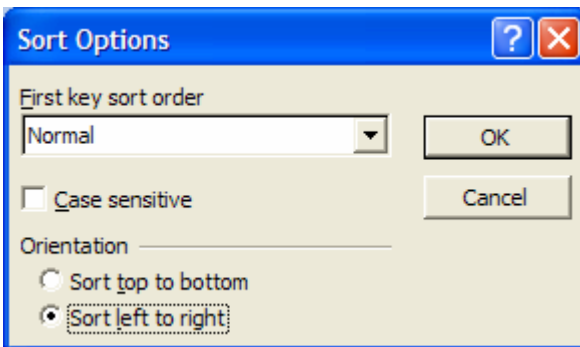 Sort Options
First key sort order
Normal
OK
Case sensitive
Cancel
Orientation
Sort top to bottom
Sort left to right